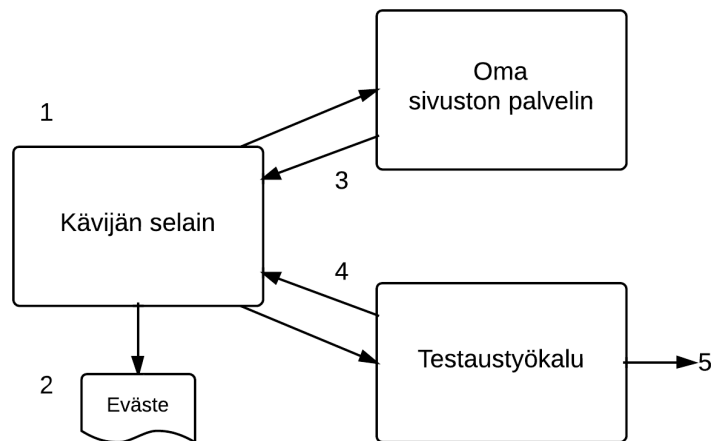 Oma
sivuston palvelin
1
3
Kävijän selain
4
Testaustyökalu
5
2
Eväste